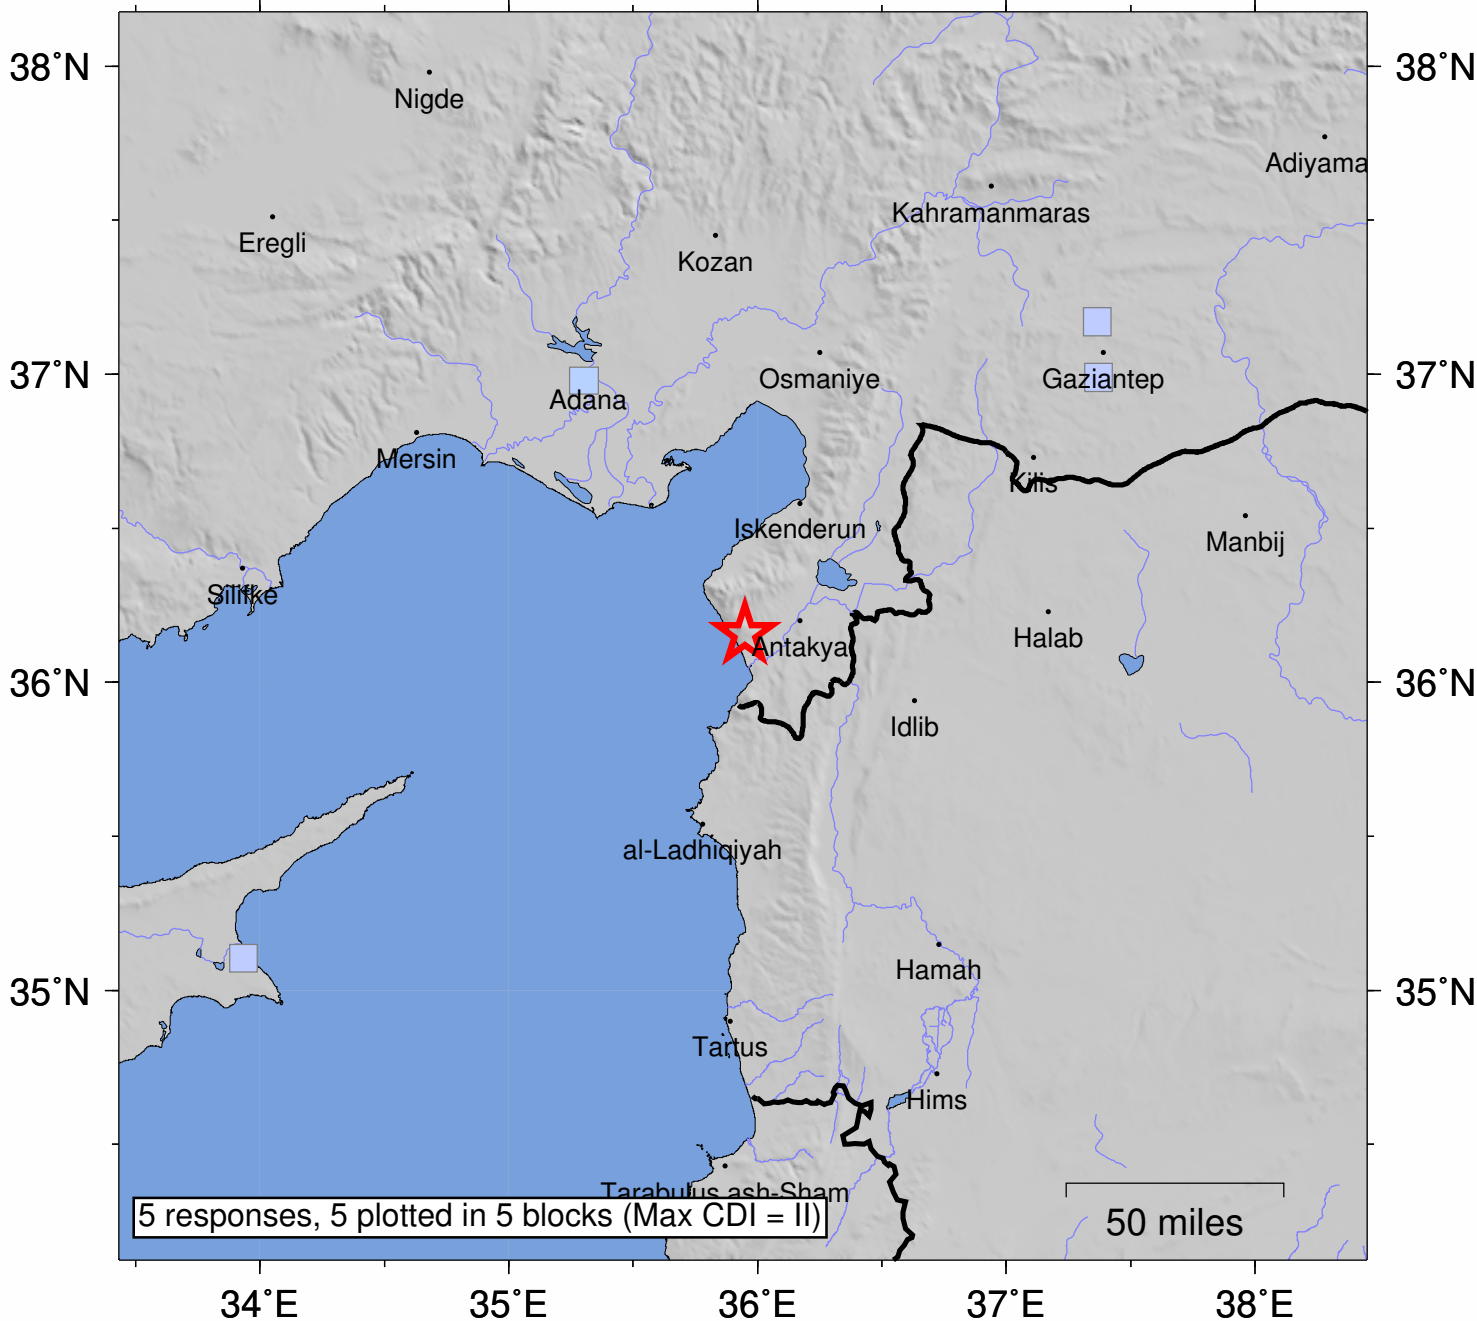 38°N
38°N
Nigde
Adiyama
Kahramanmaras
Eregli
Kozan
37°N
37°N
Osmaniye
Gaziantep
Adana
Mersin
Kilis
Iskenderun
Manbij
Silifke
Antakya
Halab
36°N
36°N
Idlib
al-Ladhiqiyah
Hamah
35°N
35°N
Tartus
Hims
Tarabulus ash-Sham
5 responses, 5 plotted in 5 blocks (Max CDI = II)
50 miles
34°E
35°E
36°E
37°E
38°E